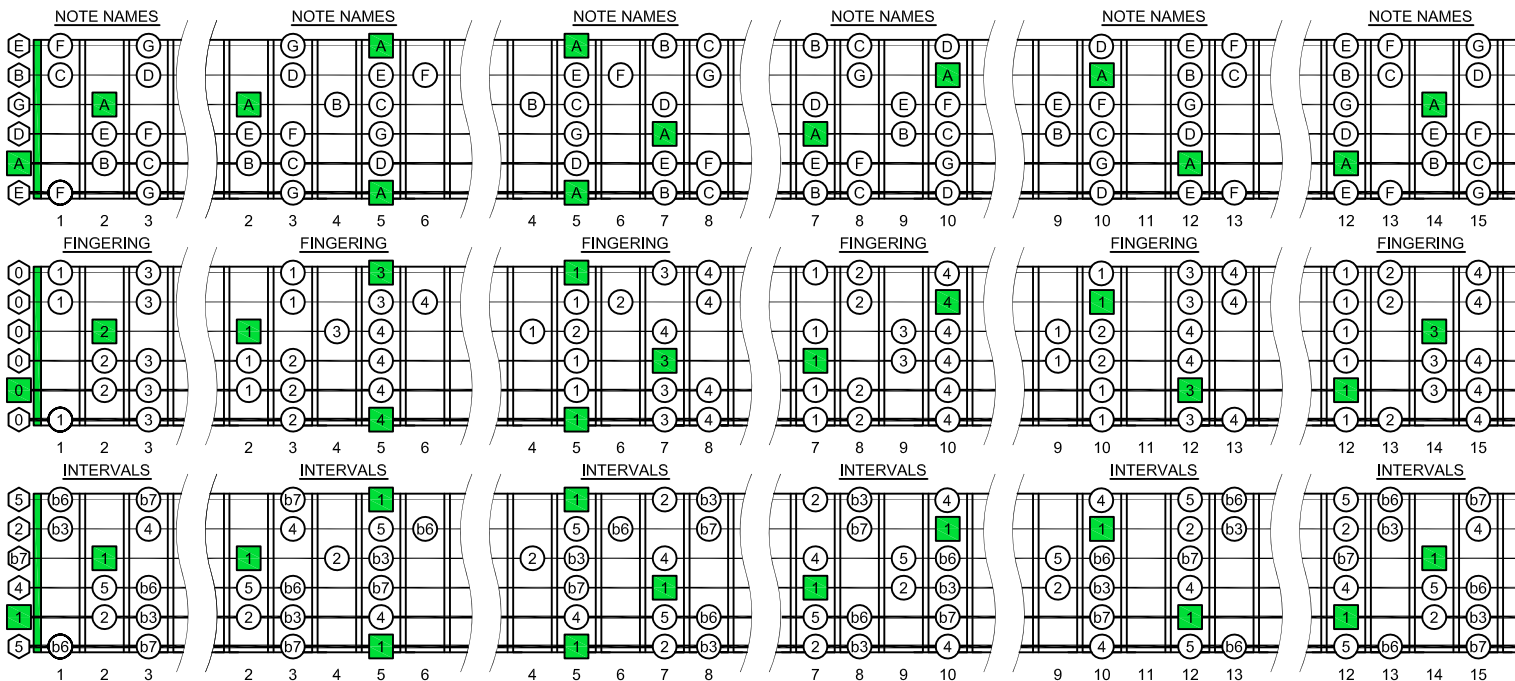 NOTE NAMES NOTE NAMES NOTE NAMES NOTE NAMES NOTE NAMES NOTE NAMES
E F G G A A B C B C D D E F E F G
B C D D E F E F G G A A B C B C D
G A A B C B C D D E F E F G G A
D E F E F G G A A B C B C D D E F
A B C B C D D E F E F G G A A B C
E F G G A A B C B C D D E F E F G
1 2 3 2 3 4 5 6 4 5 6 7 8 7 8 9 10 9 10 11 12 13 12 13 14 15
FINGERING FINGERING FINGERING FINGERING FINGERING FINGERING
0 1 3 1 3 1 3 4 1 2 4 1 3 4 1 2 4
0 1 3 1 3 4 1 2 4 2 4 1 3 4 1 2 4
0 2 1 3 4 1 2 4 1 3 4 1 2 4 1 3
0 2 3 1 2 4 1 3 1 3 4 1 2 4 1 3 4
0 2 3 1 2 4 1 3 4 1 2 4 1 3 1 3 4
0 1 3 2 4 1 3 4 1 2 4 1 3 4 1 2 4
1 2 3 2 3 4 5 6 4 5 6 7 8 7 8 9 10 9 10 11 12 13 12 13 14 15
INTERVALS INTERVALS INTERVALS INTERVALS INTERVALS INTERVALS
5 b6 b7 b7 1 1 2 b3 2 b3 4 4 5 b6 5 b6 b7
2 b3 4 4 5 b6 5 b6 b7 b7 1 1 2 b3 2 b3 4
b7 1 1 2 b3 2 b3 4 4 5 b6 5 b6 b7 b7 1
4 5 b6 5 b6 b7 b7 1 1 2 b3 2 b3 4 4 5 b6
1 2 b3 2 b3 4 4 5 b6 5 b6 b7 b7 1 1 2 b3
5 b6 b7 b7 1 1 2 b3 2 b3 4 4 5 b6 5 b6 b7
1 2 3 2 3 4 5 6 4 5 6 7 8 7 8 9 10 9 10 11 12 13 12 13 14 15